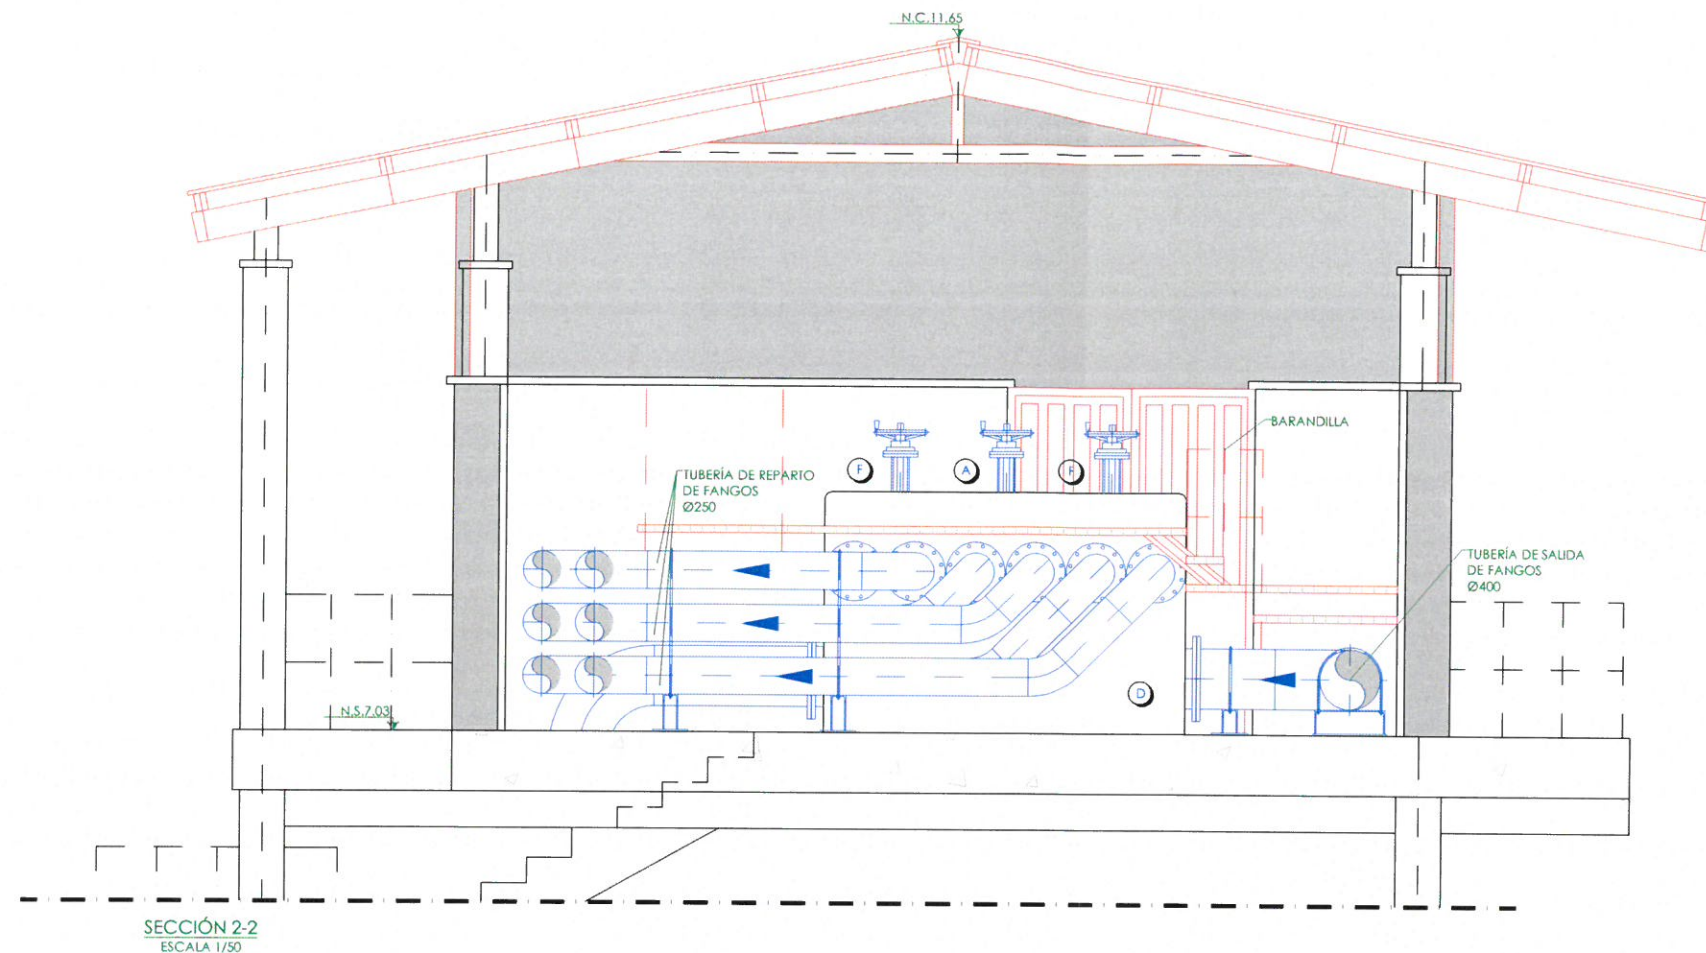 N.C.11.65
BARANDILLA
F
A
F
TUBERÍA DE REPARTO
DE FANGOS
Ø250
TUBERÍA DE SALIDA
DE FANGOS
Ø400
D
N.S.7.03
SECCIÓN 2-2
ESCALA 1/50